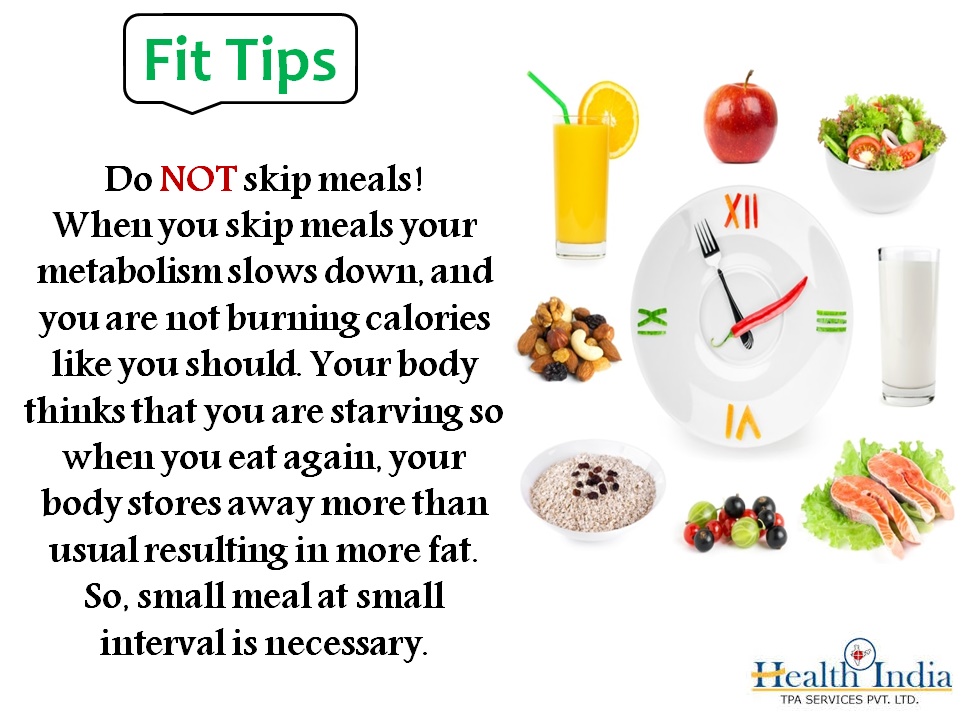 Fit Tips
Do NOT skip meals!
When you skip meals your
metabolism slows down, and
you are not burning calories
like you should. Your body
thinks that you are starving so
when you eat again, your
body stores away more than
usual resulting in more fat.
So, small meal at small
interval is necessary.
XII
IX
III
VI
Health India
TPA SERVICES PVT. LTD.